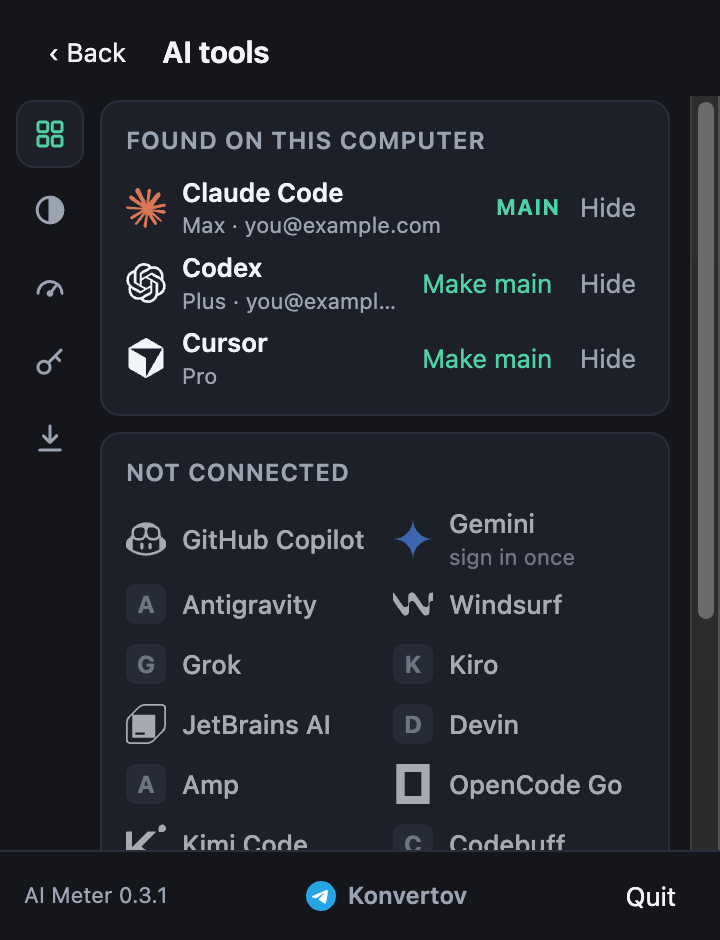 ‹ Back AI tools
FOUND ON THIS COMPUTER
Claude Code
Max · you@example.com
MAIN Hide
Codex
Plus · you@exampl...
Make main Hide
Cursor
Pro
Make main Hide
NOT CONNECTED
GitHub Copilot
Gemini
sign in once
A Antigravity
Windsurf
G Grok
K Kiro
JetBrains AI
D Devin
A Amp
OpenCode Go
Kimi Code
C Codebuff
AI Meter 0.3.1
Konvertov
Quit